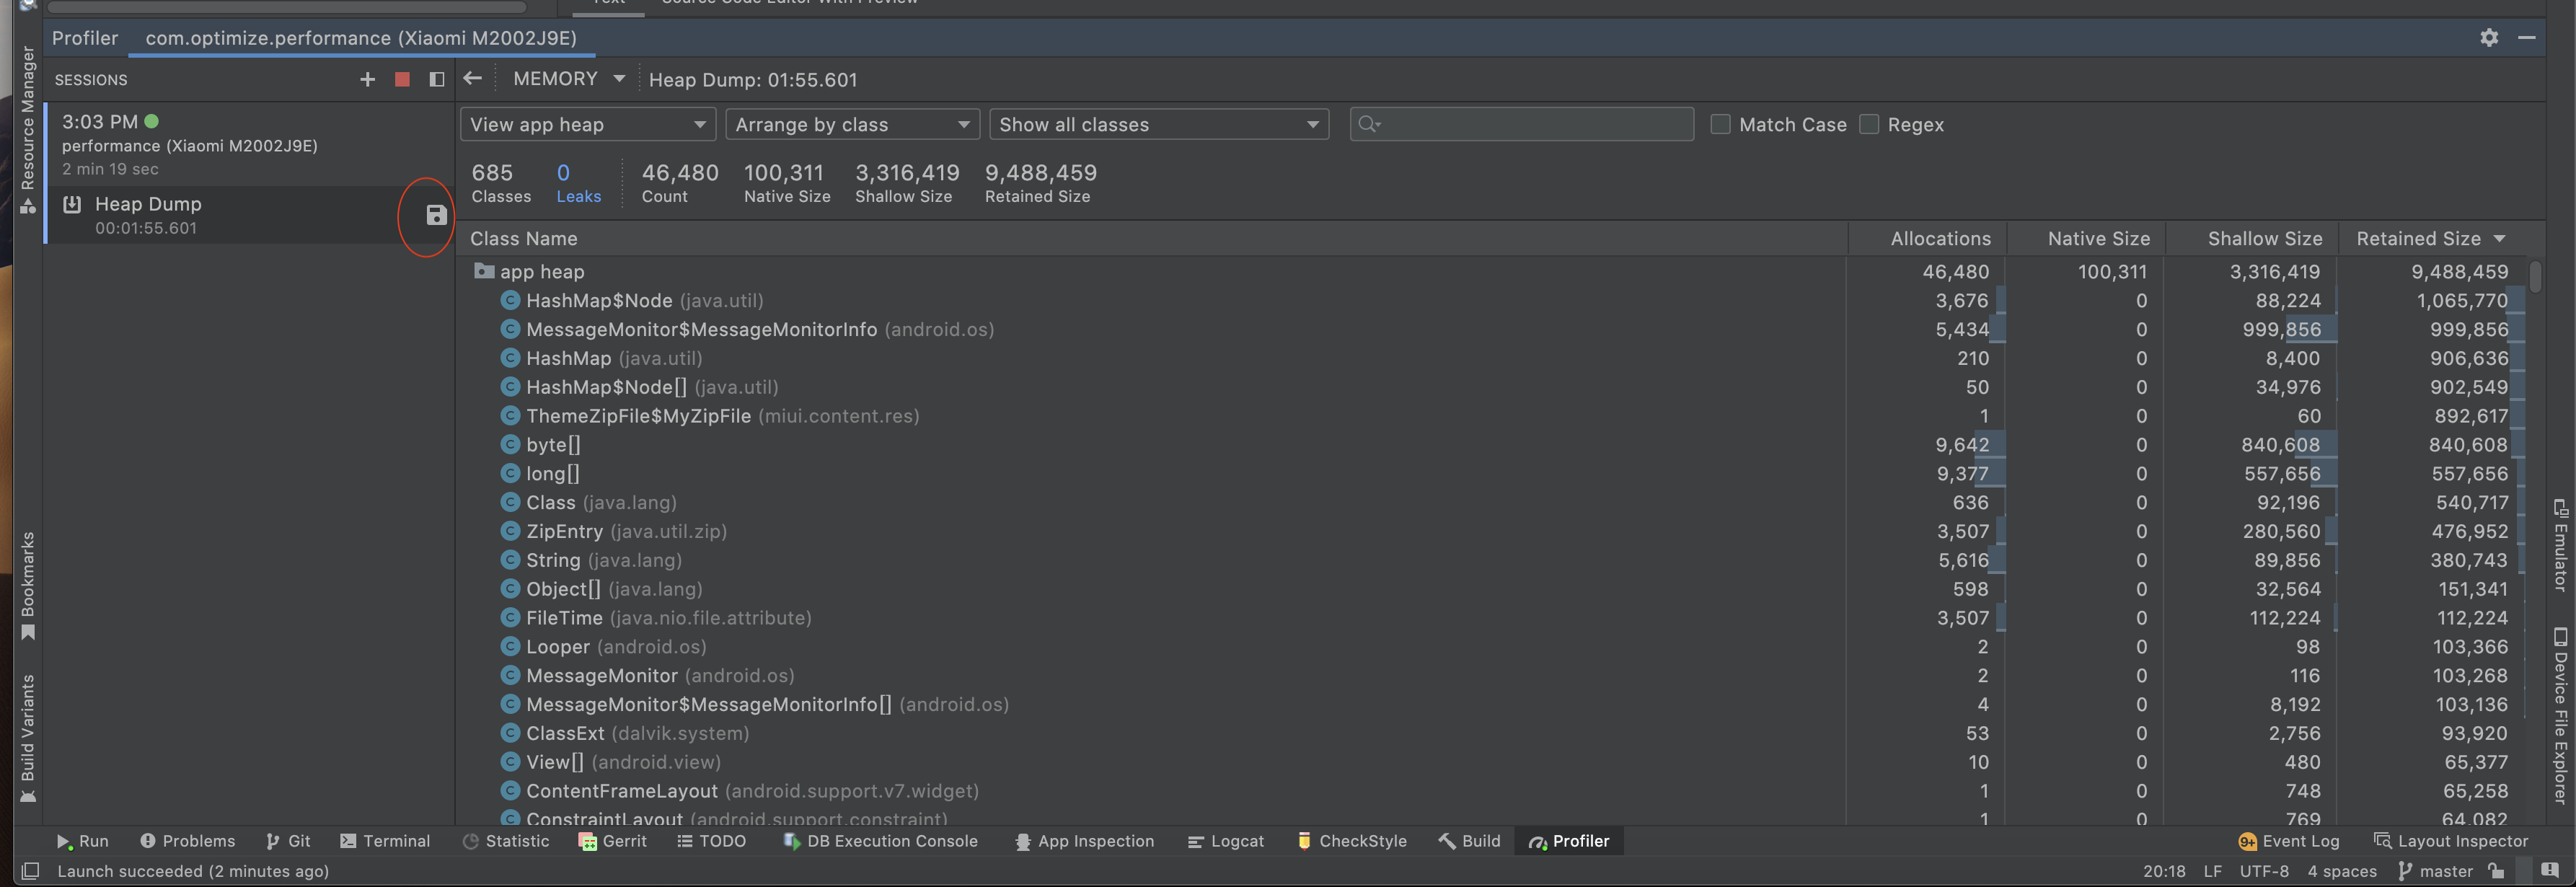 Text Source Code Editor With Preview
Profiler com.optimize.performance (Xiaomi M2002J9E)
SESSIONS
MEMORY Heap Dump: 01:55.601
3:03 PM
performance (Xiaomi M2002J9E)
2 min 19 sec
Heap Dump
00:01:55.601
View app heap Arrange by class Show all classes Match Case Regex
685 0 46,480 100,311 3,316,419 9,488,459
Classes Leaks Count Native Size Shallow Size Retained Size
Class Name Allocations Native Size Shallow Size Retained Size
app heap 46,480 100,311 3,316,419 9,488,459
HashMap$Node (java.util) 3,676 0 88,224 1,065,770
MessageMonitor$MessageMonitorInfo (android.os) 5,434 0 999,856 999,856
HashMap (java.util) 210 0 8,400 906,636
HashMap$Node[] (java.util) 50 0 34,976 902,549
ThemeZipFile$MyZipFile (miui.content.res) 1 0 60 892,617
byte[] 9,642 0 840,608 840,608
long[] 9,377 0 557,656 557,656
Class (java.lang) 636 0 92,196 540,717
ZipEntry (java.util.zip) 3,507 0 280,560 476,952
String (java.lang) 5,616 0 89,856 380,743
Object[] (java.lang) 598 0 32,564 151,341
FileTime (java.nio.file.attribute) 3,507 0 112,224 112,224
Looper (android.os) 2 0 98 103,366
MessageMonitor (android.os) 2 0 116 103,268
MessageMonitor$MessageMonitorInfo[] (android.os) 4 0 8,192 103,136
ClassExt (dalvik.system) 53 0 2,756 93,920
View[] (android.view) 10 0 480 65,377
ContentFrameLayout (android.support.v7.widget) 1 0 748 65,258
ConstraintLayout (android.support.constraint) 1 0 769 64,082
Resource Manager
Bookmarks
Build Variants
Emulator
Device File Explorer
Run Problems Git Terminal Statistic Gerrit TODO DB Execution Console App Inspection Logcat CheckStyle Build Profiler 9+ Event Log Layout Inspector
Launch succeeded (2 minutes ago) 20:18 LF UTF-8 4 spaces master